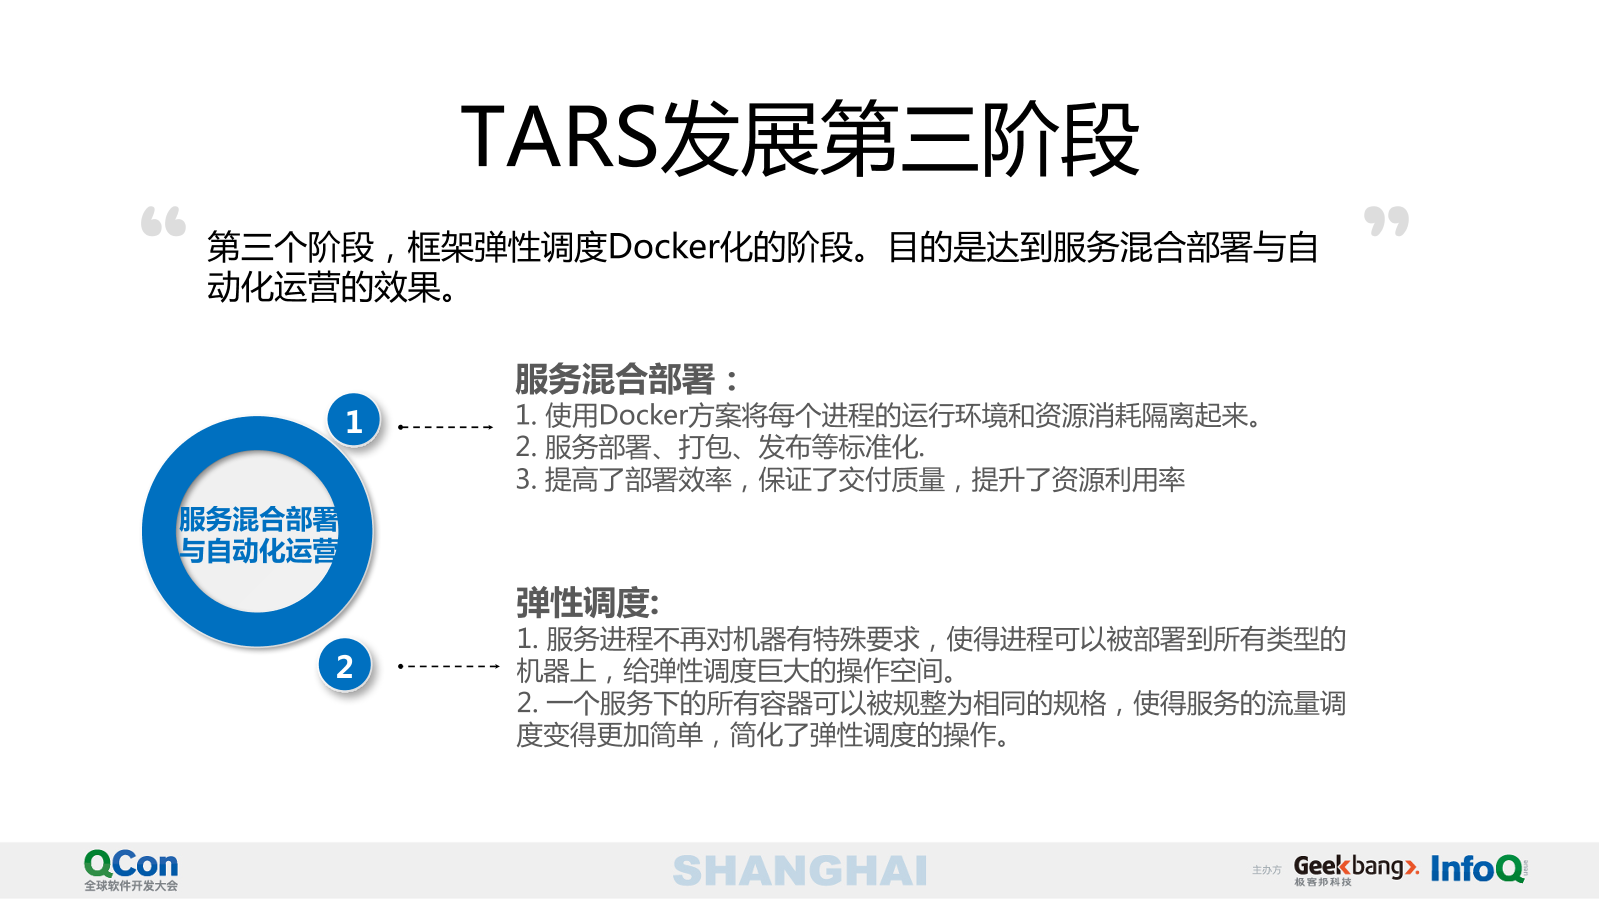 TARS发展第三阶段
“
”
第三个阶段，框架弹性调度Docker化的阶段。目的是达到服务混合部署与自
动化运营的效果。
服务混合部署：
1. 使用Docker方案将每个进程的运行环境和资源消耗隔离起来。
2. 服务部署、打包、发布等标准化.
3. 提高了部署效率，保证了交付质量，提升了资源利用率
1
服务混合部署
与自动化运营
2
弹性调度:
1. 服务进程不再对机器有特殊要求，使得进程可以被部署到所有类型的
机器上，给弹性调度巨大的操作空间。
2. 一个服务下的所有容器可以被规整为相同的规格，使得服务的流量调
度变得更加简单，简化了弹性调度的操作。
QCon
全球软件开发大会
SHANGHAI
主办方
Geekbang>.
极客邦科技
InfoQ